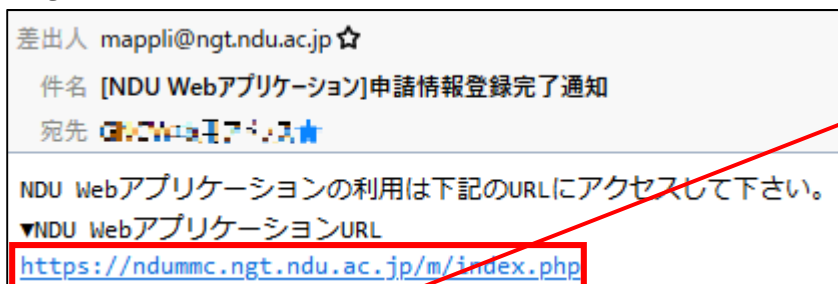 差出人 mappli@ngt.ndu.ac.jp
件名 [NDU Webアプリケーション]申請情報登録完了通知
宛先
NDU Webアプリケーションの利用は下記のURLにアクセスして下さい。
▼NDU WebアプリケーションURL
https://ndummc.ngt.ndu.ac.jp/m/index.php